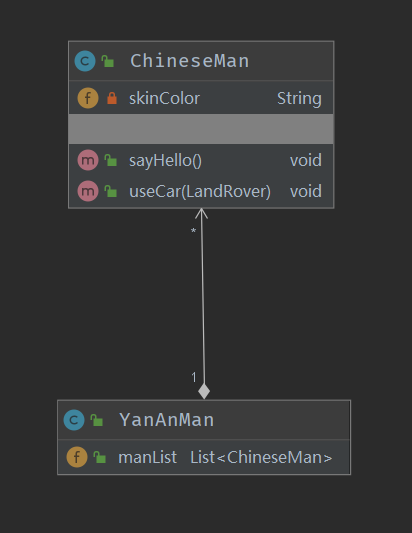 C ChineseMan
f skinColor String
m sayHello() void
m useCar(LandRover) void
*
1
C YanAnMan
f manList List<ChineseMan>